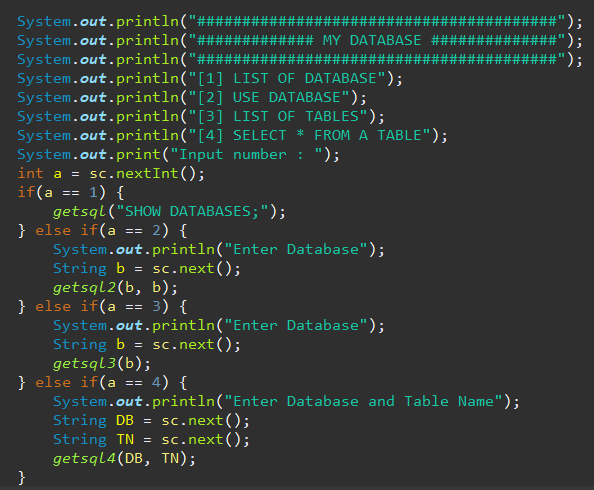 System.out.println("########################################");
System.out.println("############# MY DATABASE ##############");
System.out.println("########################################");
System.out.println("[1] LIST OF DATABASE");
System.out.println("[2] USE DATABASE");
System.out.println("[3] LIST OF TABLES");
System.out.println("[4] SELECT * FROM A TABLE");
System.out.print("Input number : ");
int a = sc.nextInt();
if(a == 1) {
    getsql("SHOW DATABASES;");
} else if(a == 2) {
    System.out.println("Enter Database");
    String b = sc.next();
    getsql2(b, b);
} else if(a == 3) {
    System.out.println("Enter Database");
    String b = sc.next();
    getsql3(b);
} else if(a == 4) {
    System.out.println("Enter Database and Table Name");
    String DB = sc.next();
    String TN = sc.next();
    getsql4(DB, TN);
}